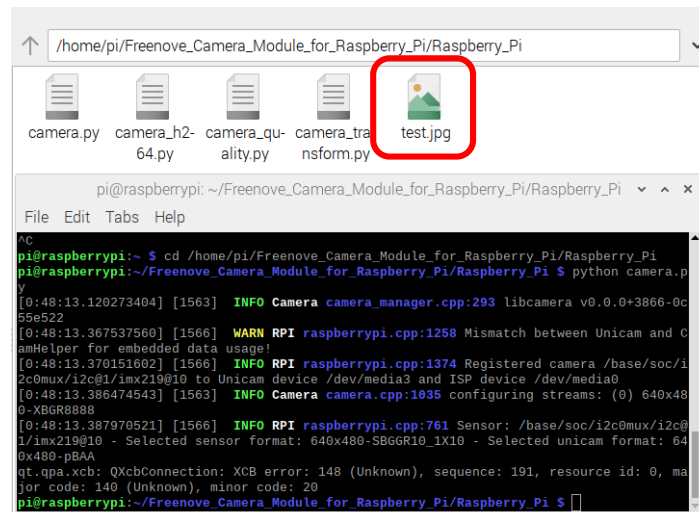 /home/pi/Freenove_Camera_Module_for_Raspberry_Pi/Raspberry_Pi
camera.py camera_h2- camera_qu- camera_tra test.jpg
64.py ality.py nsform.py
pi@raspberrypi: ~/Freenove_Camera_Module_for_Raspberry_Pi/Raspberry_Pi
File Edit Tabs Help
^C
pi@raspberrypi:~ $ cd /home/pi/Freenove_Camera_Module_for_Raspberry_Pi/Raspberry_Pi
pi@raspberrypi:~/Freenove_Camera_Module_for_Raspberry_Pi/Raspberry_Pi $ python camera.p
y
[0:48:13.120273404] [1563] INFO Camera camera_manager.cpp:293 libcamera v0.0.0+3866-0c
55e522
[0:48:13.367537560] [1566] WARN RPI raspberrypi.cpp:1258 Mismatch between Unicam and C
amHelper for embedded data usage!
[0:48:13.370151602] [1566] INFO RPI raspberrypi.cpp:1374 Registered camera /base/soc/i
2c0mux/i2c@1/imx219@10 to Unicam device /dev/media3 and ISP device /dev/media0
[0:48:13.386474543] [1563] INFO Camera camera.cpp:1035 configuring streams: (0) 640x48
0-XBGR8888
[0:48:13.387970521] [1566] INFO RPI raspberrypi.cpp:761 Sensor: /base/soc/i2c0mux/i2c@
1/imx219@10 - Selected sensor format: 640x480-SBGGR10_1X10 - Selected unicam format: 64
0x480-pBAA
qt.qpa.xcb: QXcbConnection: XCB error: 148 (Unknown), sequence: 191, resource id: 0, ma
jor code: 140 (Unknown), minor code: 20
pi@raspberrypi:~/Freenove_Camera_Module_for_Raspberry_Pi/Raspberry_Pi $